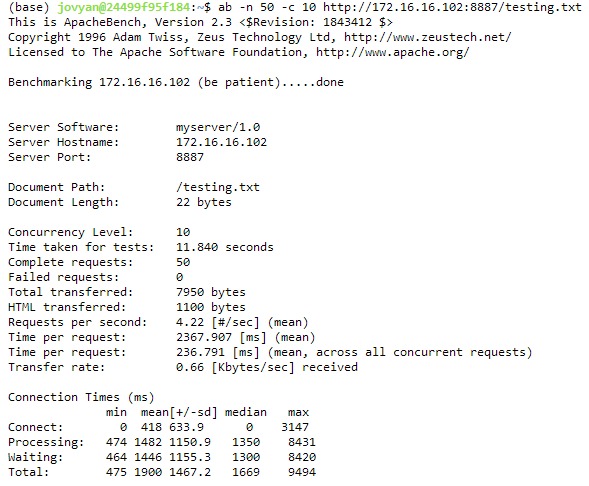 (base) jovyan@24499f95f184:~$ ab -n 50 -c 10 http://172.16.16.102:8887/testing.txt
This is ApacheBench, Version 2.3 <$Revision: 1843412 $>
Copyright 1996 Adam Twiss, Zeus Technology Ltd, http://www.zeustech.net/
Licensed to The Apache Software Foundation, http://www.apache.org/

Benchmarking 172.16.16.102 (be patient).....done


Server Software:        myserver/1.0
Server Hostname:        172.16.16.102
Server Port:            8887

Document Path:          /testing.txt
Document Length:        22 bytes

Concurrency Level:      10
Time taken for tests:   11.840 seconds
Complete requests:      50
Failed requests:        0
Total transferred:      7950 bytes
HTML transferred:       1100 bytes
Requests per second:    4.22 [#/sec] (mean)
Time per request:       2367.907 [ms] (mean)
Time per request:       236.791 [ms] (mean, across all concurrent requests)
Transfer rate:          0.66 [Kbytes/sec] received

Connection Times (ms)
              min  mean[+/-sd] median   max
Connect:        0  418 633.9      0    3147
Processing:   474 1482 1150.9   1350    8431
Waiting:      464 1446 1155.3   1300    8420
Total:        475 1900 1467.2   1669    9494